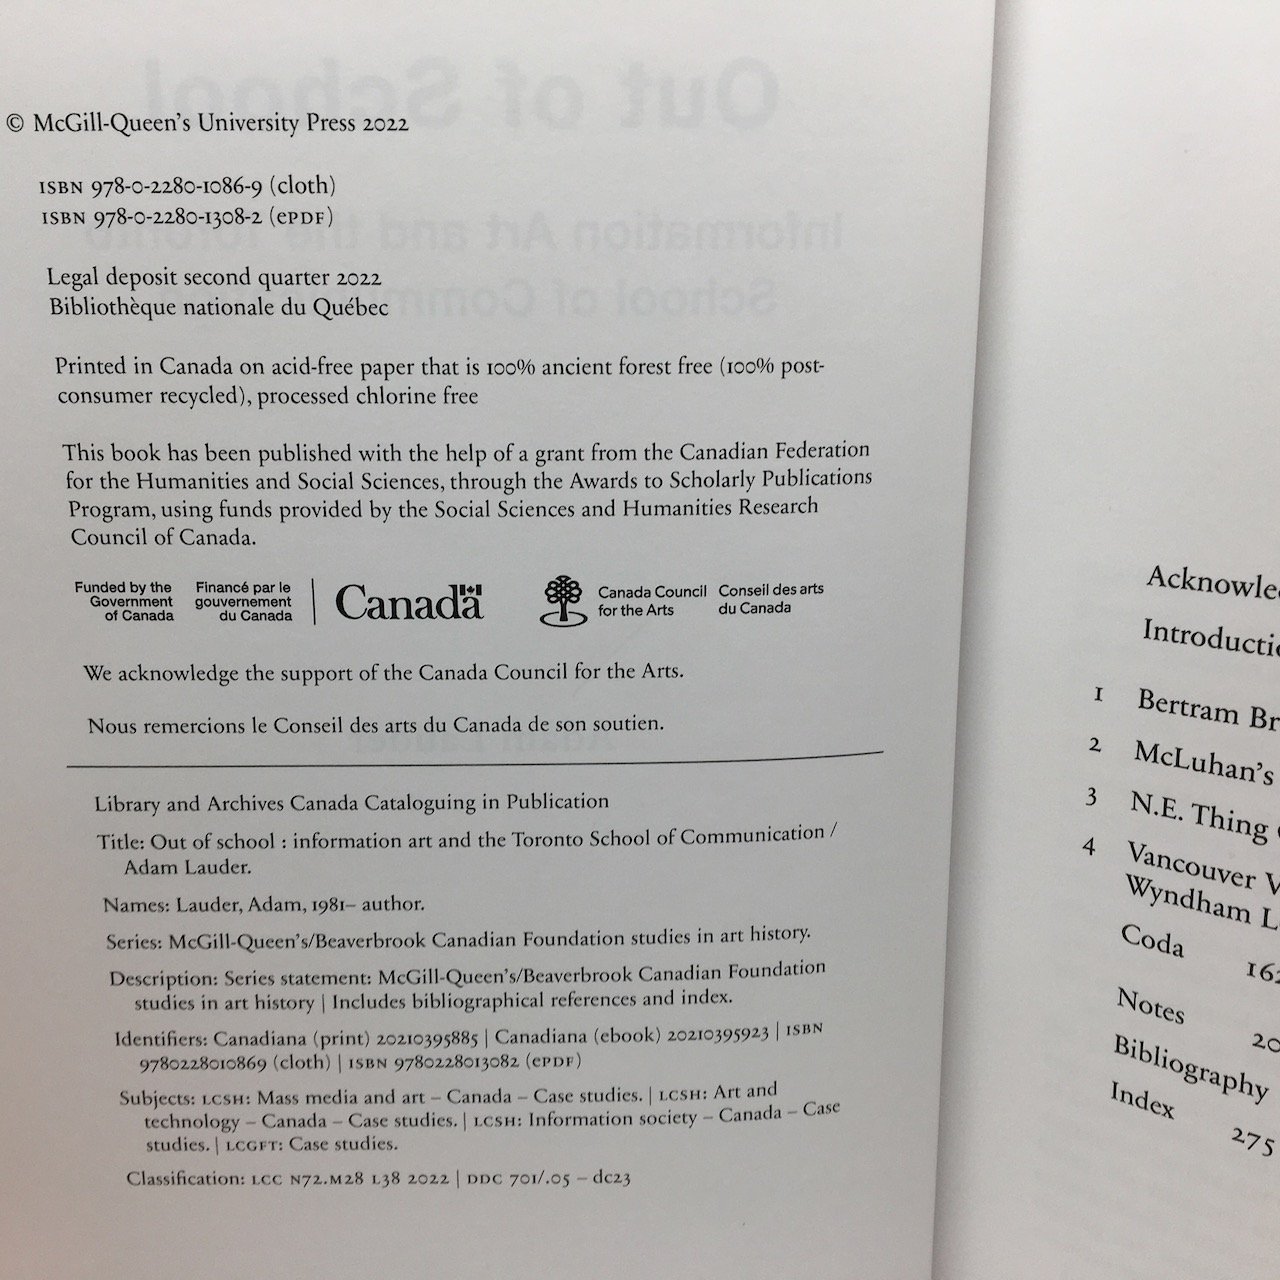 © McGill-Queen's University Press 2022
ISBN 978-0-2280-1086-9 (cloth)
ISBN 978-0-2280-1308-2 (ePDF)
Legal deposit second quarter 2022
Bibliothèque nationale du Québec
Printed in Canada on acid-free paper that is 100% ancient forest free (100% post-
consumer recycled), processed chlorine free
This book has been published with the help of a grant from the Canadian Federation
for the Humanities and Social Sciences, through the Awards to Scholarly Publications
Program, using funds provided by the Social Sciences and Humanities Research
Council of Canada.
Funded by the Government of Canada
Financé par le gouvernement du Canada
Canada
Canada Council for the Arts
Conseil des arts du Canada
We acknowledge the support of the Canada Council for the Arts.
Nous remercions le Conseil des arts du Canada de son soutien.
Library and Archives Canada Cataloguing in Publication
Title: Out of school : information art and the Toronto School of Communication /
Adam Lauder.
Names: Lauder, Adam, 1981– author.
Series: McGill-Queen's/Beaverbrook Canadian Foundation studies in art history.
Description: Series statement: McGill-Queen's/Beaverbrook Canadian Foundation
studies in art history | Includes bibliographical references and index.
Identifiers: Canadiana (print) 20210395885 | Canadiana (ebook) 20210395923 | ISBN
9780228010869 (cloth) | ISBN 9780228013082 (ePDF)
Subjects: LCSH: Mass media and art – Canada – Case studies. | LCSH: Art and
technology – Canada – Case studies. | LCSH: Information society – Canada – Case
studies. | LCGFT: Case studies.
Classification: LCC N72.M28 L38 2022 | DDC 701/.05 – dc23
Introducti
1 Bertram Br
2 McLuhan's
3 N.E. Thing
4 Vancouver V
Wyndham L
Coda 16
Notes 20
Bibliography
Index 275